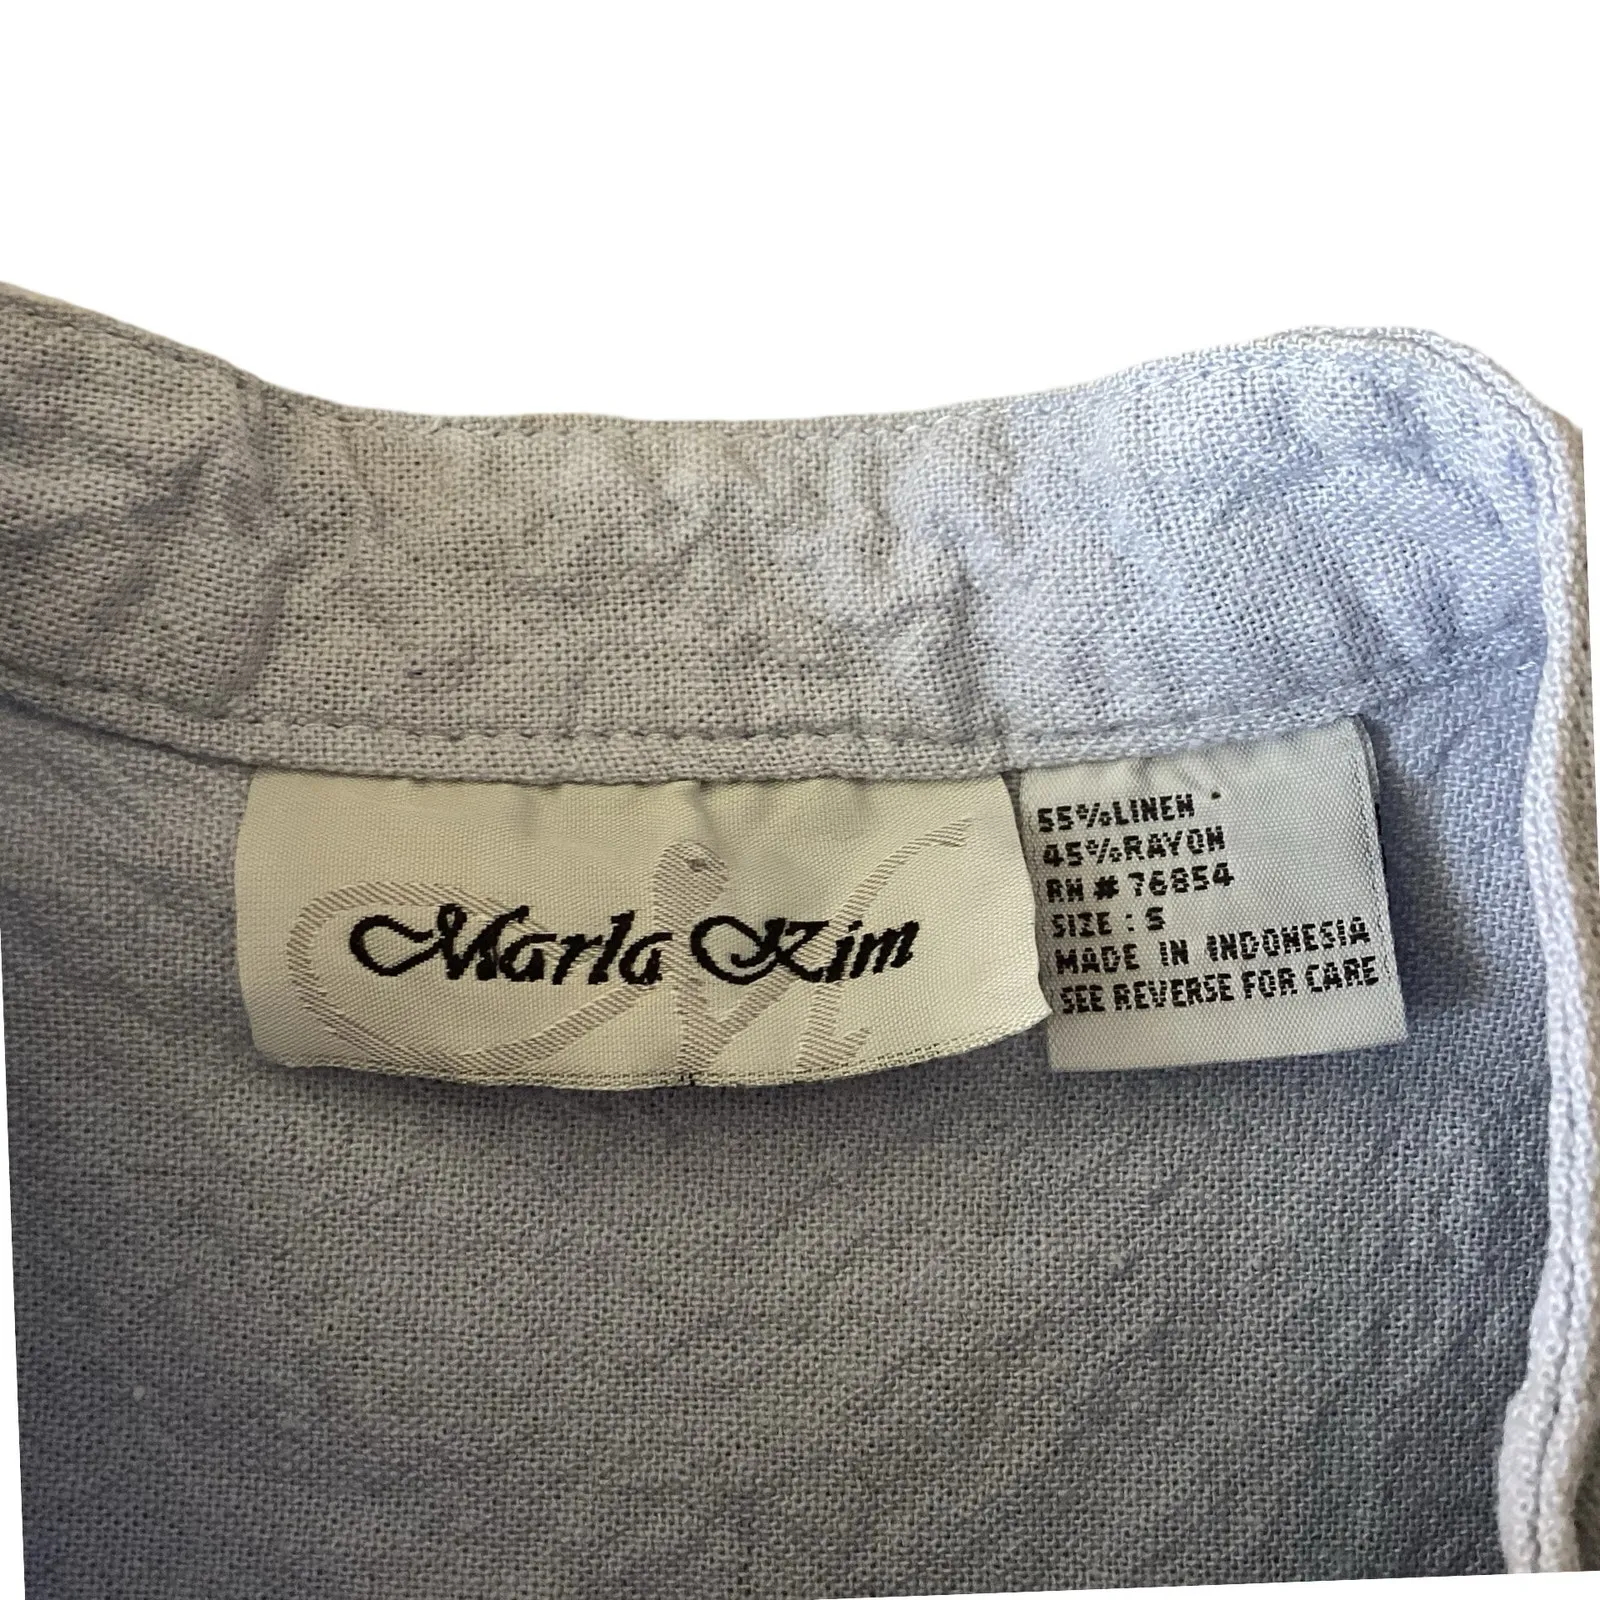 Marla Kim
55%LINEN
45%RAYON
RN # 76854
SIZE : S
MADE IN INDONESIA
SEE REVERSE FOR CARE